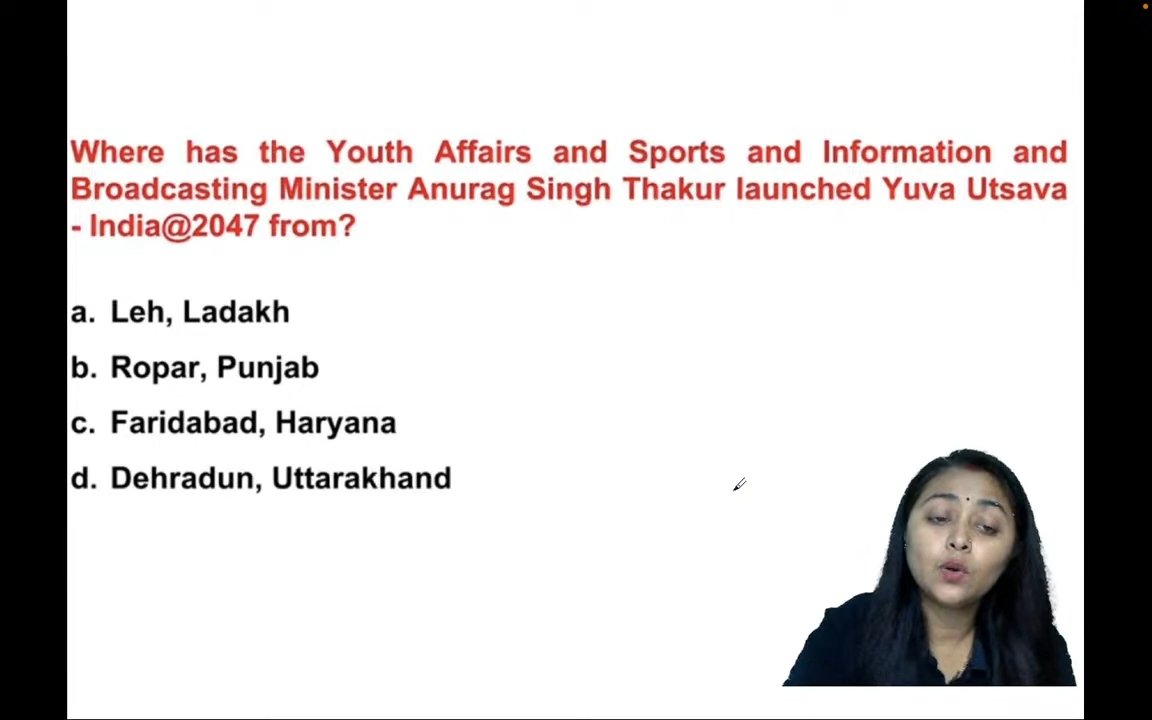 Where has the Youth Affairs and Sports and Information and
Broadcasting Minister Anurag Singh Thakur launched Yuva Utsava
- India@2047 from?
a. Leh, Ladakh
b. Ropar, Punjab
c. Faridabad, Haryana
d. Dehradun, Uttarakhand